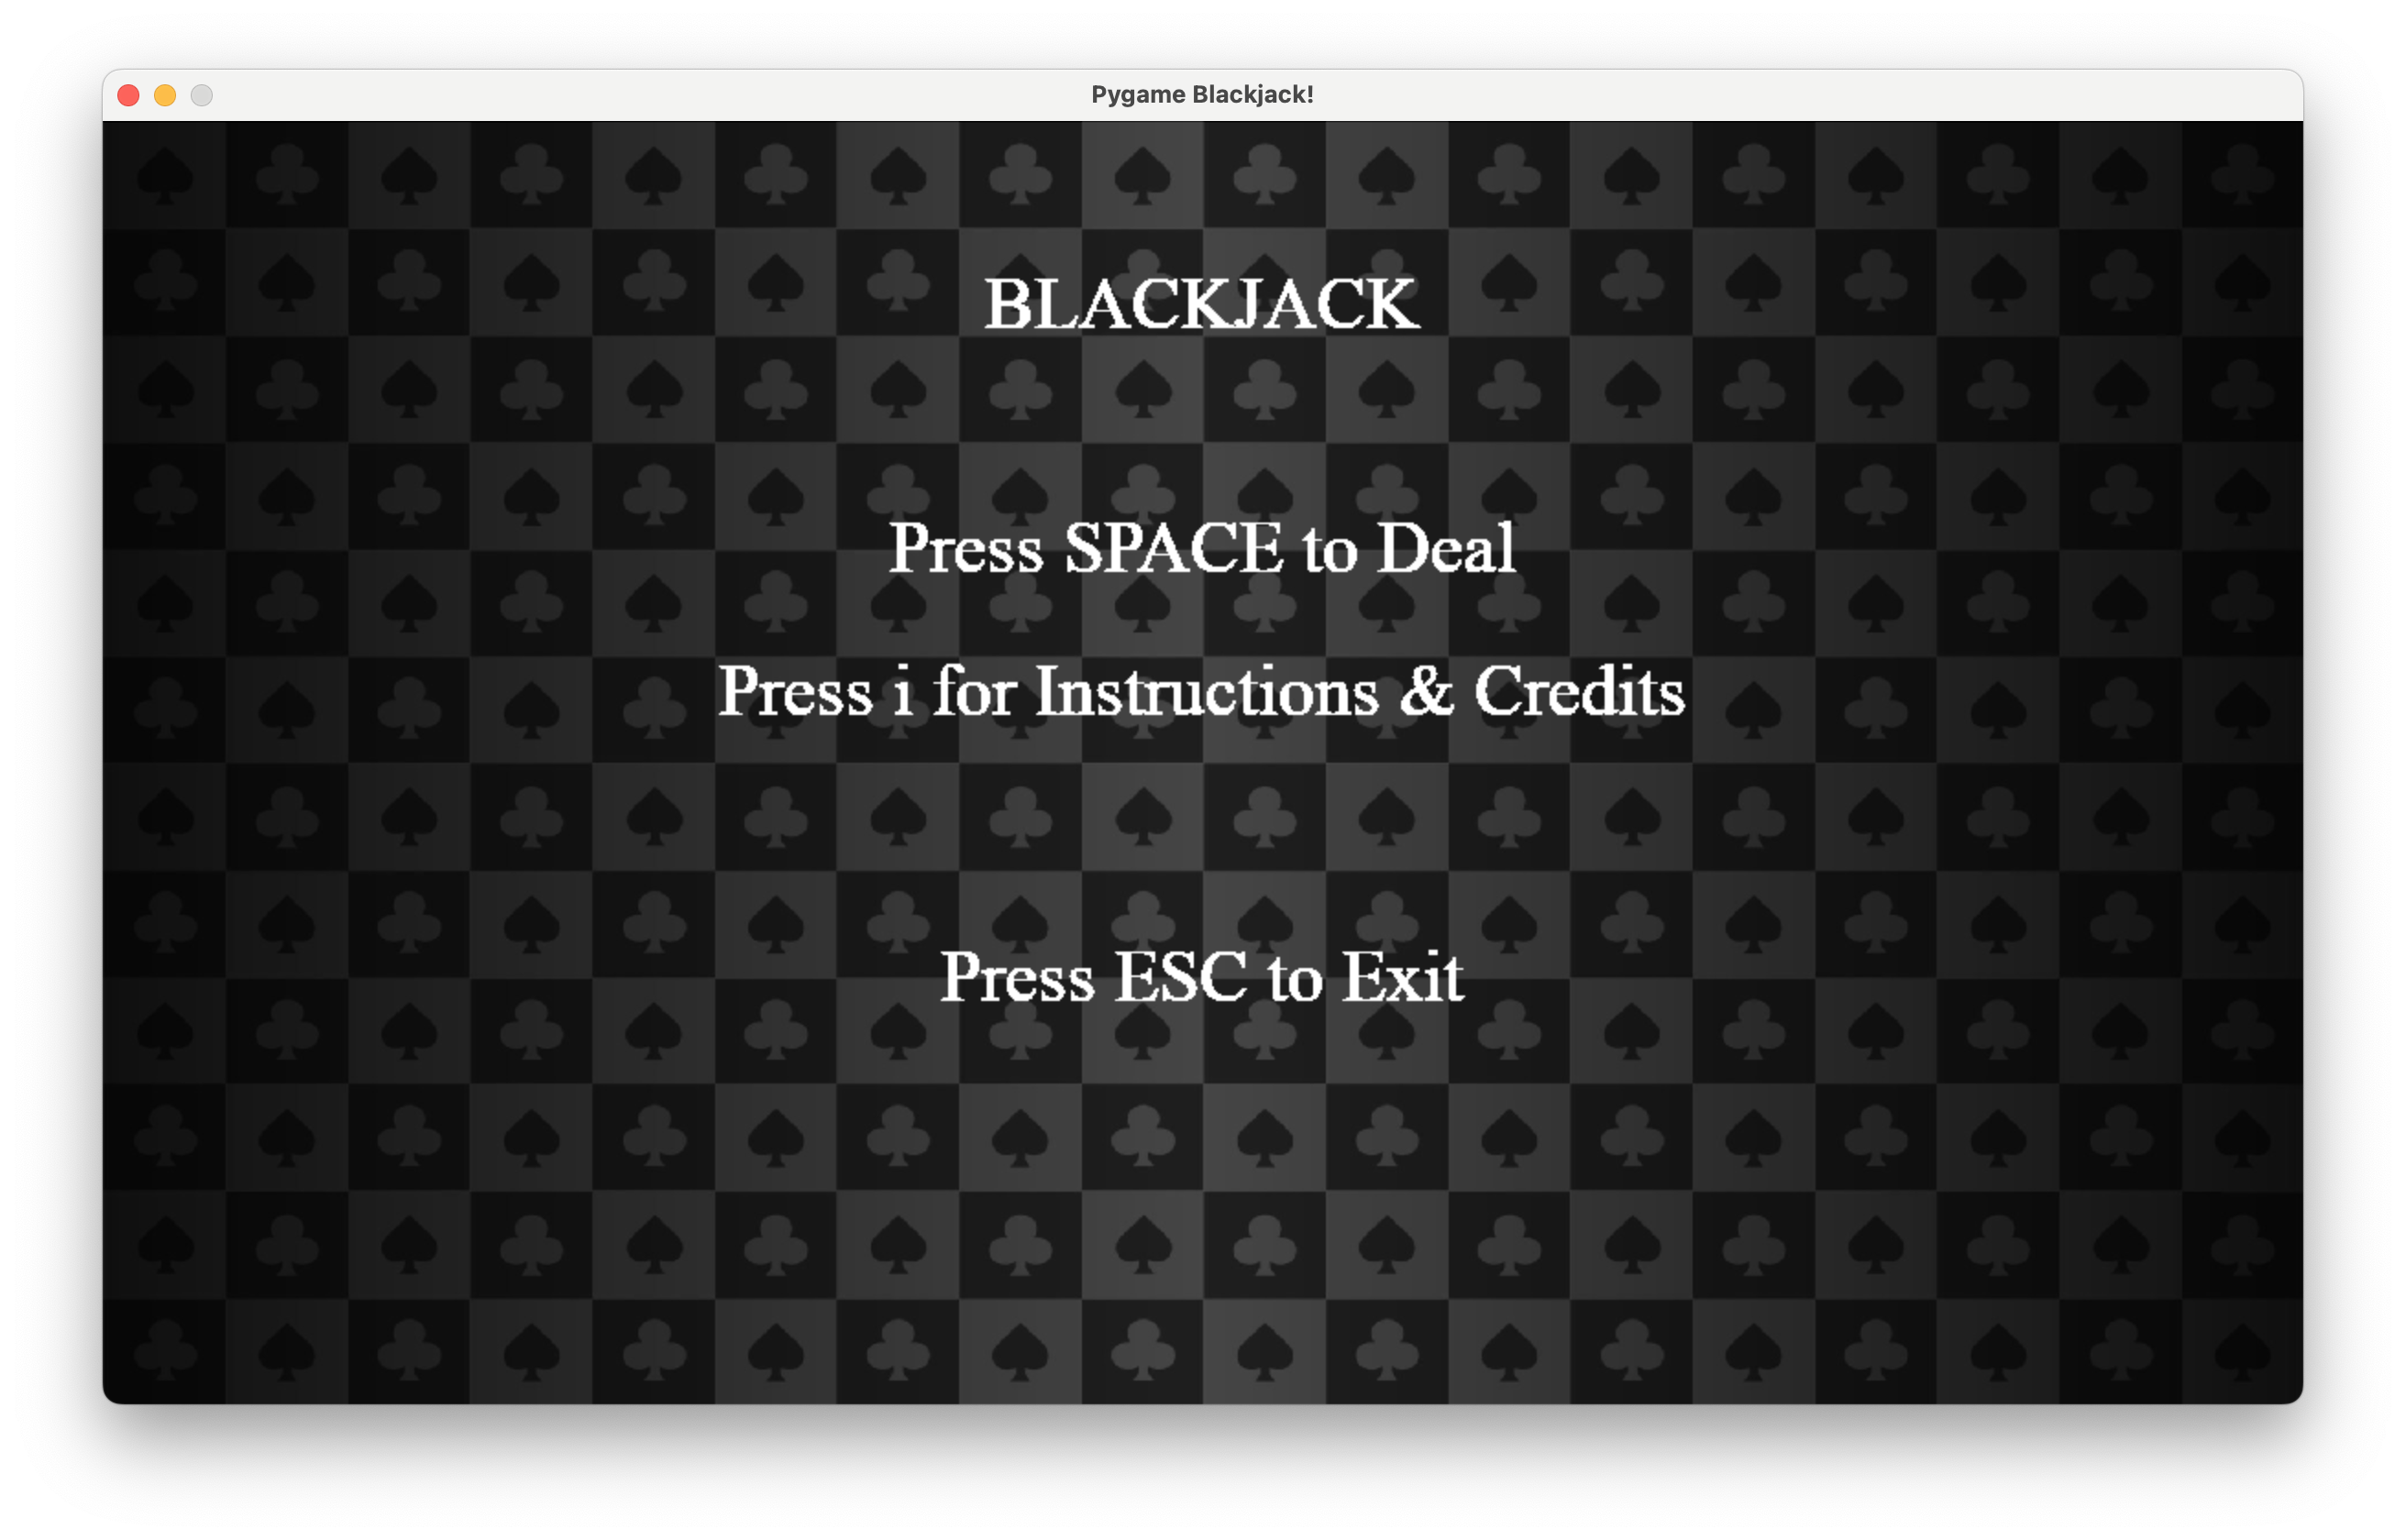 Pygame Blackjack!
BLACKJACK
Press SPACE to Deal
Press i for Instructions & Credits
Press ESC to Exit